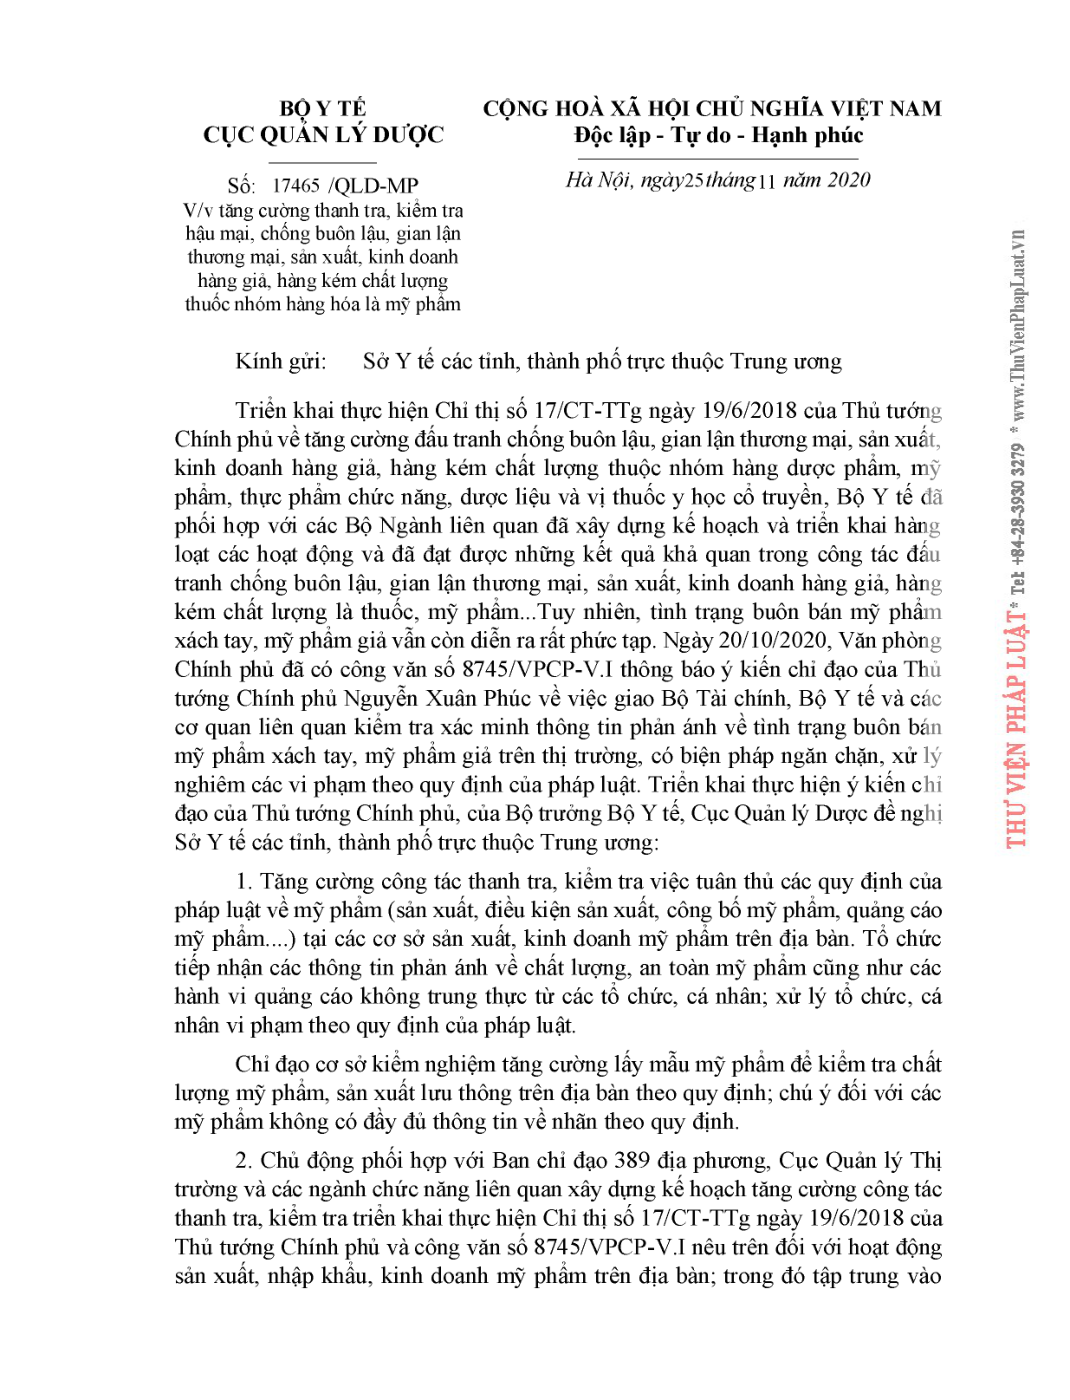 BỘ Y TẾ
CỤC QUẢN LÝ DƯỢC
CỘNG HOÀ XÃ HỘI CHỦ NGHĨA VIỆT NAM
Độc lập - Tự do - Hạnh phúc
Số: 17465 /QLD-MP
Hà Nội, ngày25tháng11 năm 2020
V/v tăng cường thanh tra, kiểm tra
hậu mại, chống buôn lậu, gian lận
thương mại, sản xuất, kinh doanh
hàng giả, hàng kém chất lượng
thuốc nhóm hàng hóa là mỹ phẩm
Kính gửi: Sở Y tế các tỉnh, thành phố trực thuộc Trung ương
Triển khai thực hiện Chỉ thị số 17/CT-TTg ngày 19/6/2018 của Thủ tướng
Chính phủ về tăng cường đấu tranh chống buôn lậu, gian lận thương mại, sản xuất,
kinh doanh hàng giả, hàng kém chất lượng thuộc nhóm hàng dược phẩm, mỹ
phẩm, thực phẩm chức năng, dược liệu và vị thuốc y học cổ truyền, Bộ Y tế đã
phối hợp với các Bộ Ngành liên quan đã xây dựng kế hoạch và triển khai hàng
loạt các hoạt động và đã đạt được những kết quả khả quan trong công tác đấu
tranh chống buôn lậu, gian lận thương mại, sản xuất, kinh doanh hàng giả, hàng
kém chất lượng là thuốc, mỹ phẩm...Tuy nhiên, tình trạng buôn bán mỹ phẩm
xách tay, mỹ phẩm giả vẫn còn diễn ra rất phức tạp. Ngày 20/10/2020, Văn phòng
Chính phủ đã có công văn số 8745/VPCP-V.I thông báo ý kiến chỉ đạo của Thủ
tướng Chính phủ Nguyễn Xuân Phúc về việc giao Bộ Tài chính, Bộ Y tế và các
cơ quan liên quan kiểm tra xác minh thông tin phản ánh về tình trạng buôn bán
mỹ phẩm xách tay, mỹ phẩm giả trên thị trường, có biện pháp ngăn chặn, xử lý
nghiêm các vi phạm theo quy định của pháp luật. Triển khai thực hiện ý kiến chỉ
đạo của Thủ tướng Chính phủ, của Bộ trưởng Bộ Y tế, Cục Quản lý Dược đề nghị
Sở Y tế các tỉnh, thành phố trực thuộc Trung ương:
1. Tăng cường công tác thanh tra, kiểm tra việc tuân thủ các quy định của
pháp luật về mỹ phẩm (sản xuất, điều kiện sản xuất, công bố mỹ phẩm, quảng cáo
mỹ phẩm....) tại các cơ sở sản xuất, kinh doanh mỹ phẩm trên địa bàn. Tổ chức
tiếp nhận các thông tin phản ánh về chất lượng, an toàn mỹ phẩm cũng như các
hành vi quảng cáo không trung thực từ các tổ chức, cá nhân; xử lý tổ chức, cá
nhân vi phạm theo quy định của pháp luật.
Chỉ đạo cơ sở kiểm nghiệm tăng cường lấy mẫu mỹ phẩm để kiểm tra chất
lượng mỹ phẩm, sản xuất lưu thông trên địa bàn theo quy định; chú ý đối với các
mỹ phẩm không có đầy đủ thông tin về nhãn theo quy định.
2. Chủ động phối hợp với Ban chỉ đạo 389 địa phương, Cục Quản lý Thị
trường và các ngành chức năng liên quan xây dựng kế hoạch tăng cường công tác
thanh tra, kiểm tra triển khai thực hiện Chỉ thị số 17/CT-TTg ngày 19/6/2018 của
Thủ tướng Chính phủ và công văn số 8745/VPCP-V.I nêu trên đối với hoạt động
sản xuất, nhập khẩu, kinh doanh mỹ phẩm trên địa bàn; trong đó tập trung vào
THƯ VIỆN PHÁP LUẬT * Tel: +84-28-3930 3279 * www.ThuVienPhapLuat.vn